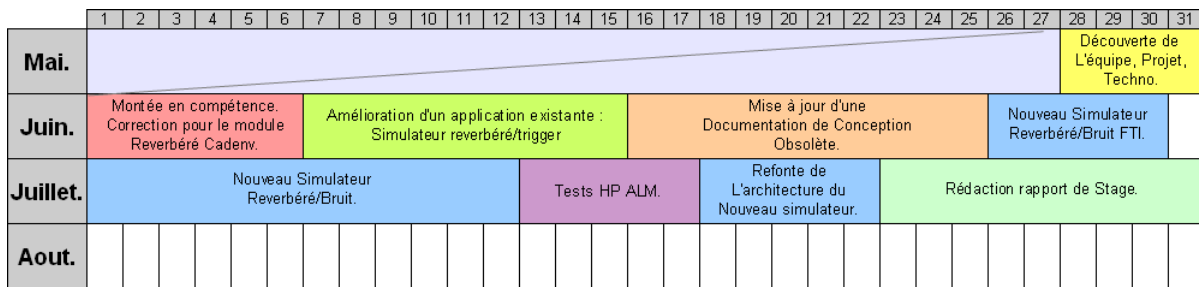 1 2 3 4 5 6 7 8 9 10 11 12 13 14 15 16 17 18 19 20 21 22 23 24 25 26 27 28 29 30 31
Mai.
Découverte de
L'équipe, Projet,
Techno.
Juin.
Montée en compétence.
Correction pour le module
Reverbéré Cadenv.
Amélioration d'un application existante :
Simulateur reverbéré/trigger
Mise à jour d'une
Documentation de Conception
Obsolète.
Nouveau Simulateur
Reverbéré/Bruit FTI.
Juillet.
Nouveau Simulateur
Reverbéré/Bruit.
Tests HP ALM.
Refonte de
L'architecture du
Nouveau simulateur.
Rédaction rapport de Stage.
Aout.